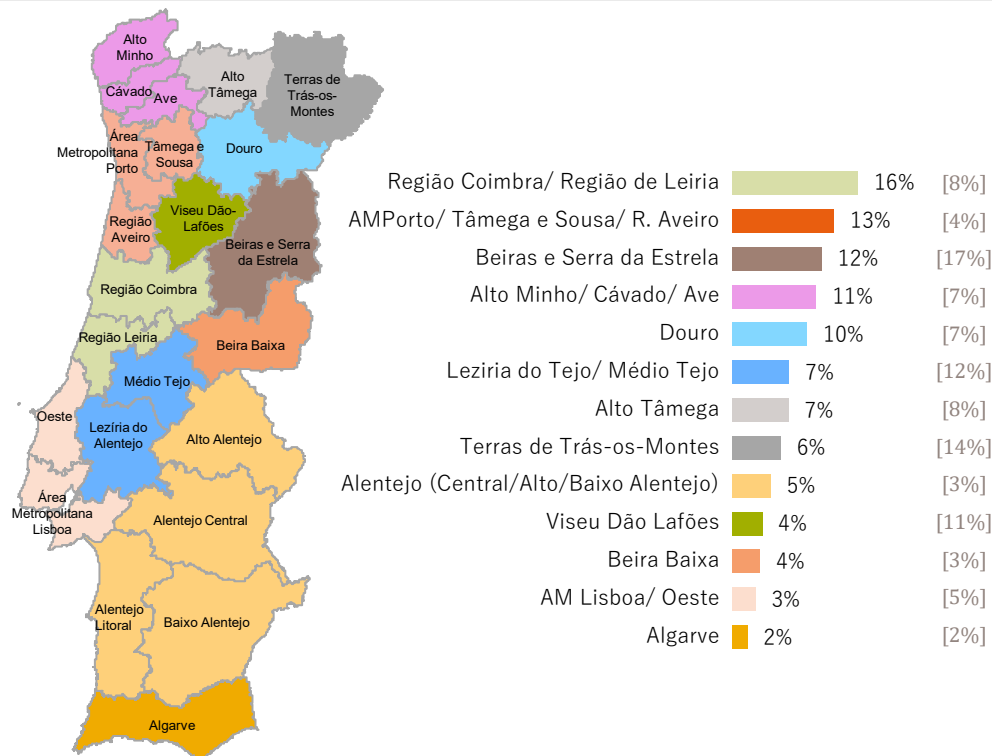 Alto
Minho
Cávado
Ave
Alto
Tâmega
Terras de
Trás-os-
Montes
Área
Metropolitana
Porto
Tâmega e
Sousa
Douro
Região
Aveiro
Viseu Dão-
Lafões
Beiras e Serra
da Estrela
Região Coimbra
Região Leiria
Beira Baixa
Médio Tejo
Oeste
Lezíria do
Alentejo
Alto Alentejo
Área
Metropolitana
Lisboa
Alentejo Central
Alentejo
Litoral
Baixo Alentejo
Algarve
Região Coimbra/ Região de Leiria 16% [8%]
AMPorto/ Tâmega e Sousa/ R. Aveiro 13% [4%]
Beiras e Serra da Estrela 12% [17%]
Alto Minho/ Cávado/ Ave 11% [7%]
Douro 10% [7%]
Leziria do Tejo/ Médio Tejo 7% [12%]
Alto Tâmega 7% [8%]
Terras de Trás-os-Montes 6% [14%]
Alentejo (Central/Alto/Baixo Alentejo) 5% [3%]
Viseu Dão Lafões 4% [11%]
Beira Baixa 4% [3%]
AM Lisboa/ Oeste 3% [5%]
Algarve 2% [2%]